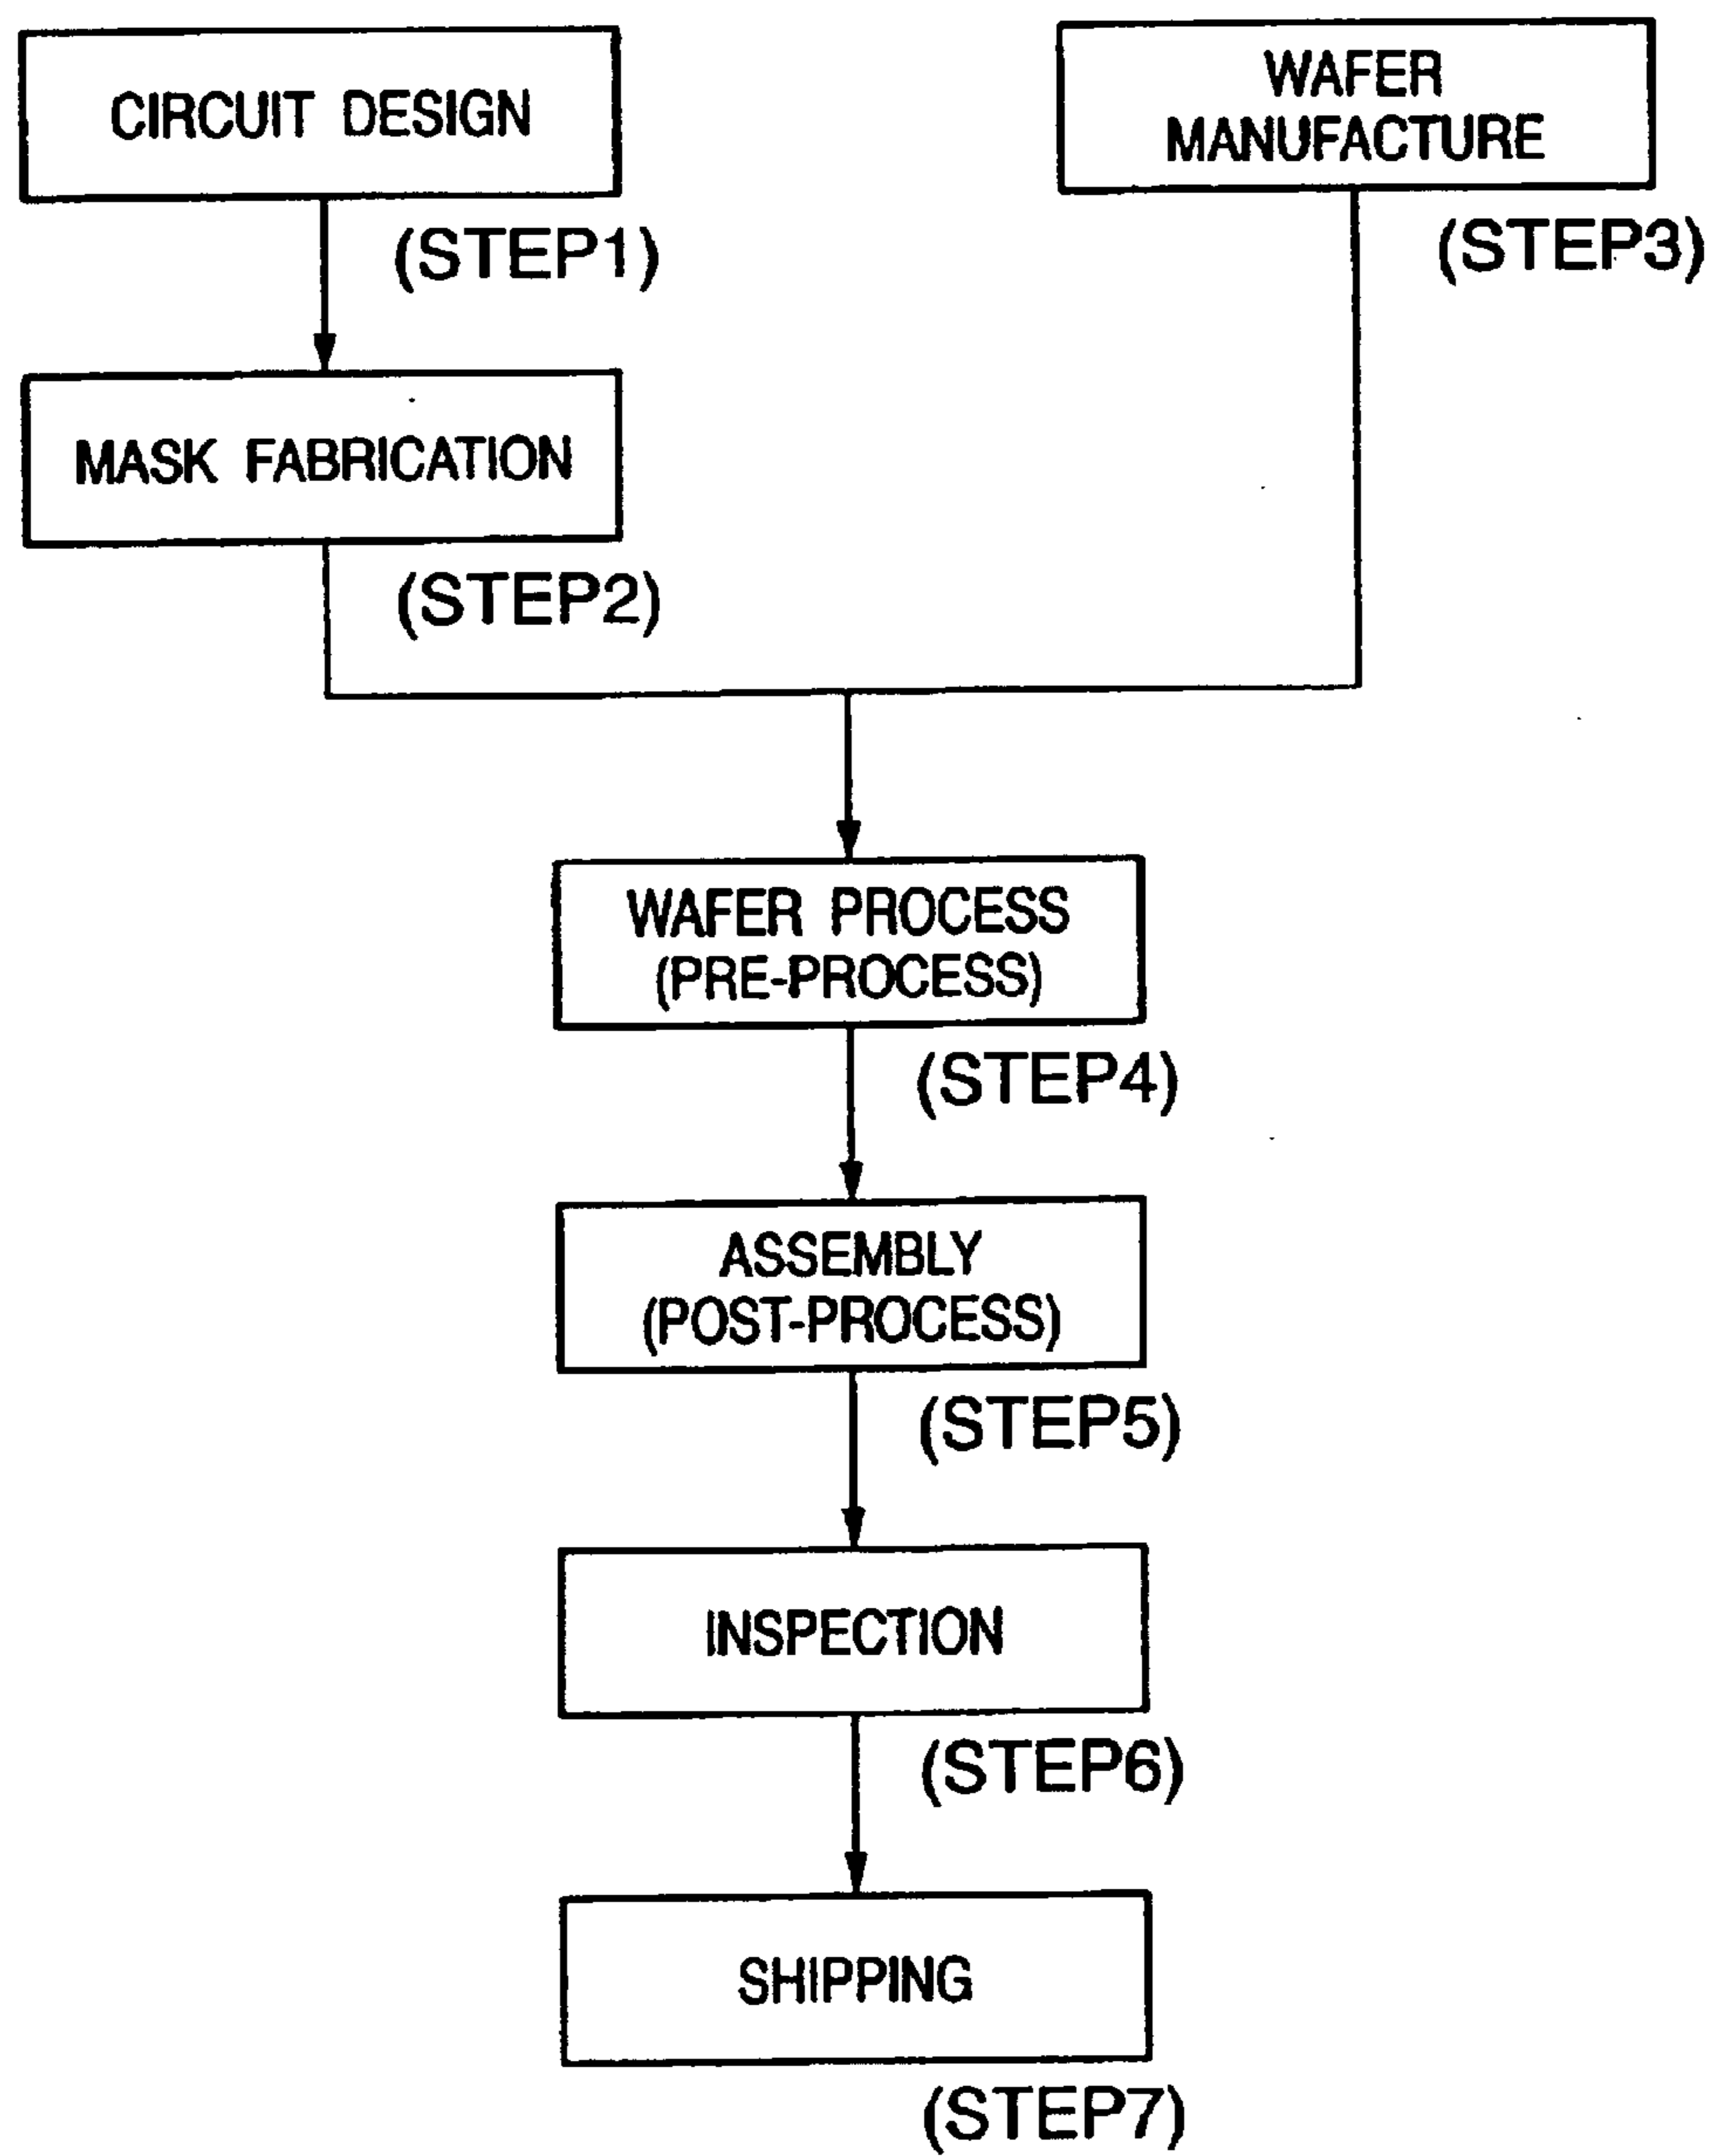 CIRCUIT DESIGN
(STEP1)
MASK FABRICATION
(STEP2)
WAFER
MANUFACTURE
(STEP3)
WAFER PROCESS
(PRE-PROCESS)
(STEP4)
ASSEMBLY
(POST-PROCESS)
(STEP5)
INSPECTION
(STEP6)
SHIPPING
(STEP7)